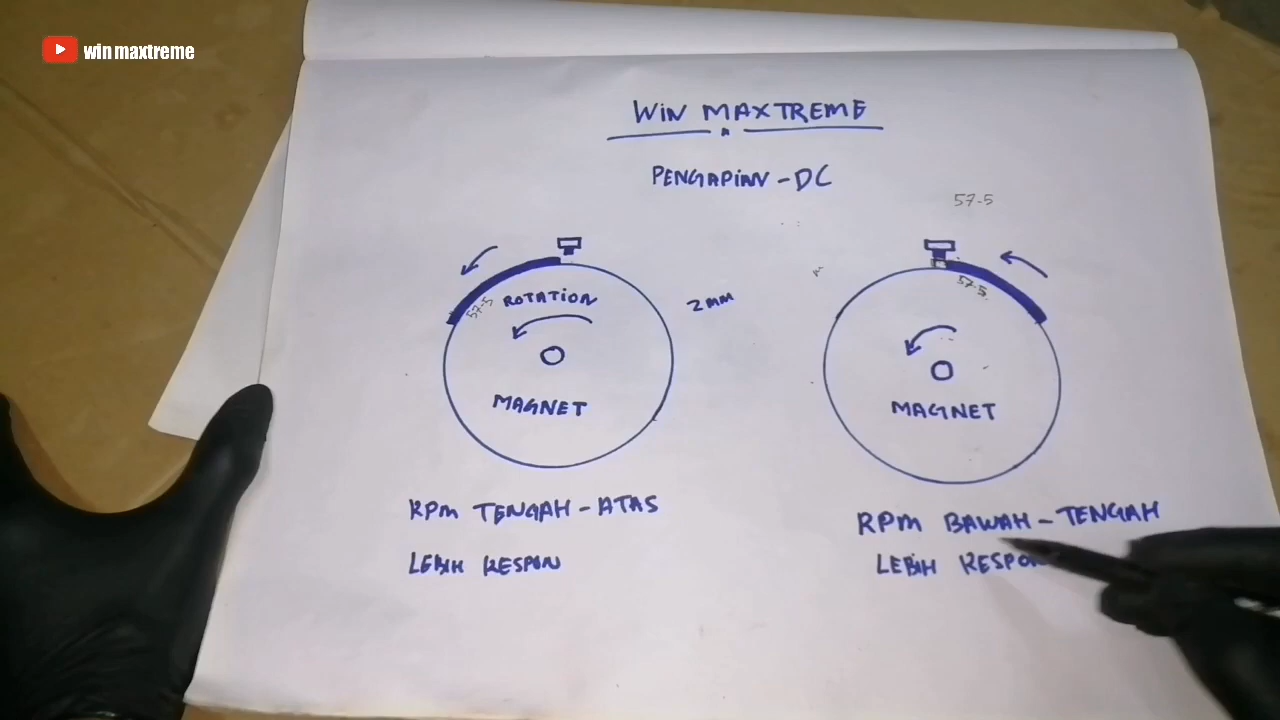 win maxtreme
WIN MAXTREME
PENGAPIAN-DC
57-5
57-5
ROTATION
2MM
57-5
MAGNET
MAGNET
RPM TENGAH-ATAS
LEBIH RESPON
RPM BAWAH-TENGAH
LEBIH RESPON